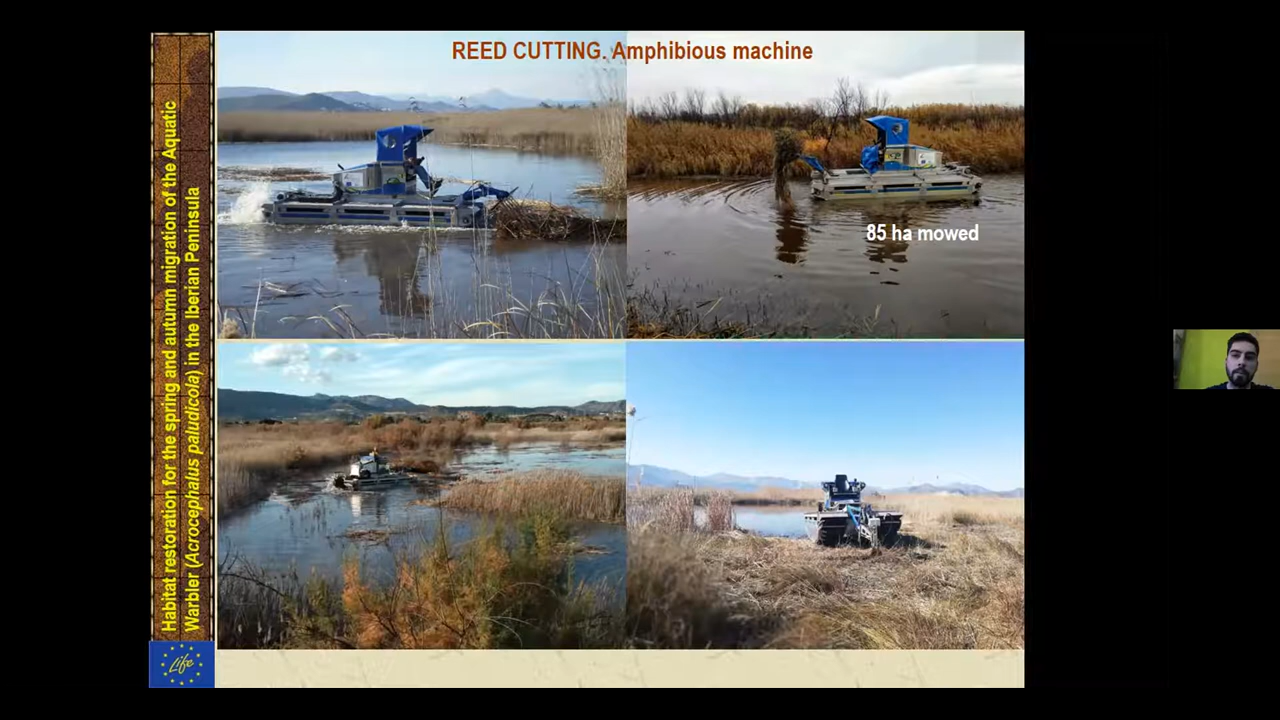 REED CUTTING. Amphibious machine
85 ha mowed
Habitat restoration for the spring and autumn migration of the Aquatic
Warbler (Acrocephalus paludicola) in the Iberian Peninsula
Life